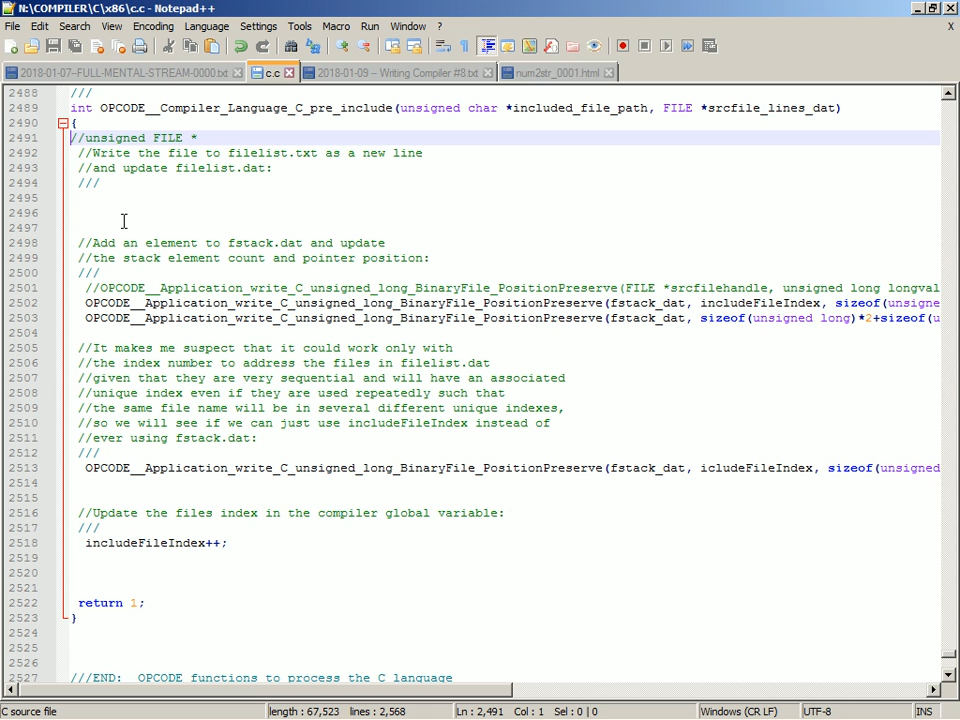 N:\COMPILER\C\x86\c.c - Notepad++
File Edit Search View Encoding Language Settings Tools Macro Run Window ? X
2018-01-07--FULL-MENTAL-STREAM-0000.txt c.c 2018-01-09 -- Writing Compiler #8.txt num2str_0001.html
2488 ///
2489 int OPCODE__Compiler_Language_C_pre_include(unsigned char *included_file_path, FILE *srcfile_lines_dat)
2490 {
2491 //unsigned FILE *
2492 //Write the file to filelist.txt as a new line
2493 //and update filelist.dat:
2494 ///
2495
2496
2497
2498 //Add an element to fstack.dat and update
2499 //the stack element count and pointer position:
2500 ///
2501 //OPCODE__Application_write_C_unsigned_long_BinaryFile_PositionPreserve(FILE *srcfilehandle, unsigned long longval
2502 OPCODE__Application_write_C_unsigned_long_BinaryFile_PositionPreserve(fstack_dat, includeFileIndex, sizeof(unsigne
2503 OPCODE__Application_write_C_unsigned_long_BinaryFile_PositionPreserve(fstack_dat, sizeof(unsigned long)*2+sizeof(u
2504
2505 //It makes me suspect that it could work only with
2506 //the index number to address the files in filelist.dat
2507 //given that they are very sequential and will have an associated
2508 //unique index even if they are used repeatedly such that
2509 //the same file name will be in several different unique indexes,
2510 //so we will see if we can just use includeFileIndex instead of
2511 //ever using fstack.dat:
2512 ///
2513 OPCODE__Application_write_C_unsigned_long_BinaryFile_PositionPreserve(fstack_dat, icludeFileIndex, sizeof(unsigned
2514
2515
2516 //Update the files index in the compiler global variable:
2517 ///
2518 includeFileIndex++;
2519
2520
2521
2522 return 1;
2523 }
2524
2525
2526
2527 ///END: OPCODE functions to process the C language
C source file length : 67,523 lines : 2,568 Ln : 2,491 Col : 1 Sel : 0 | 0 Windows (CR LF) UTF-8 INS